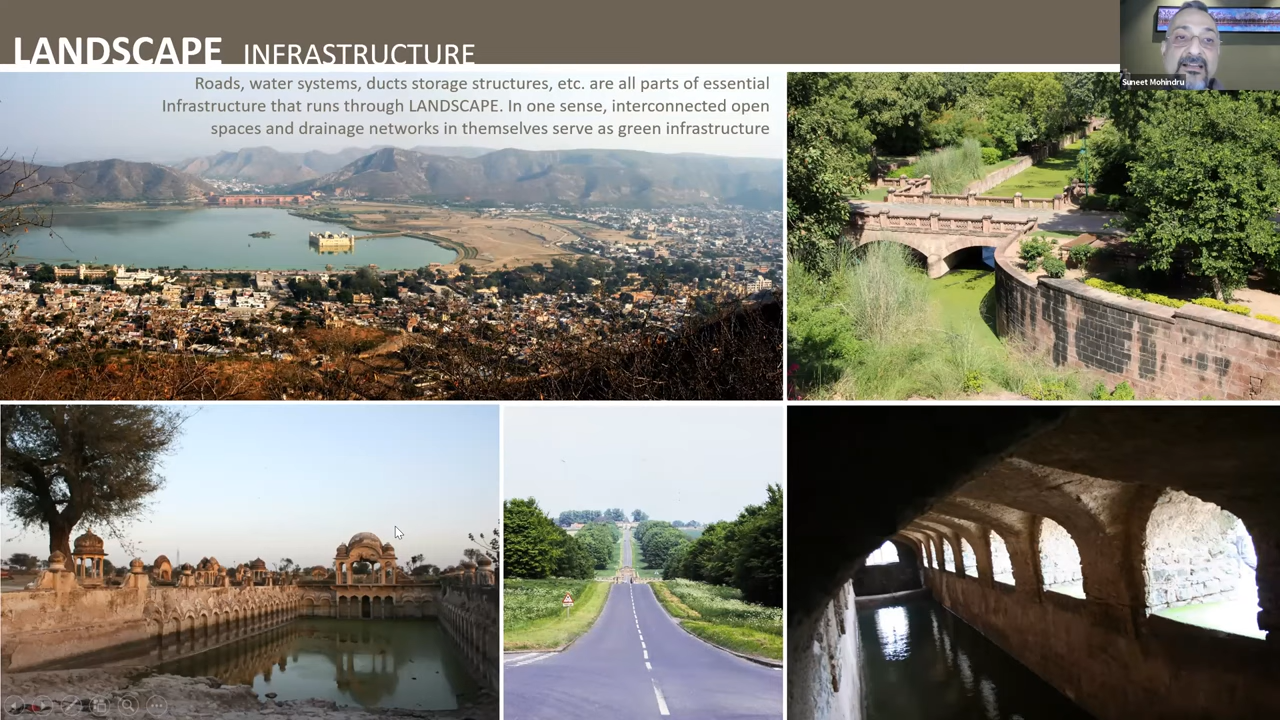 LANDSCAPE INFRASTRUCTURE
Suneet Mohindru
Roads, water systems, ducts storage structures, etc. are all parts of essential
Infrastructure that runs through LANDSCAPE. In one sense, interconnected open
spaces and drainage networks in themselves serve as green infrastructure